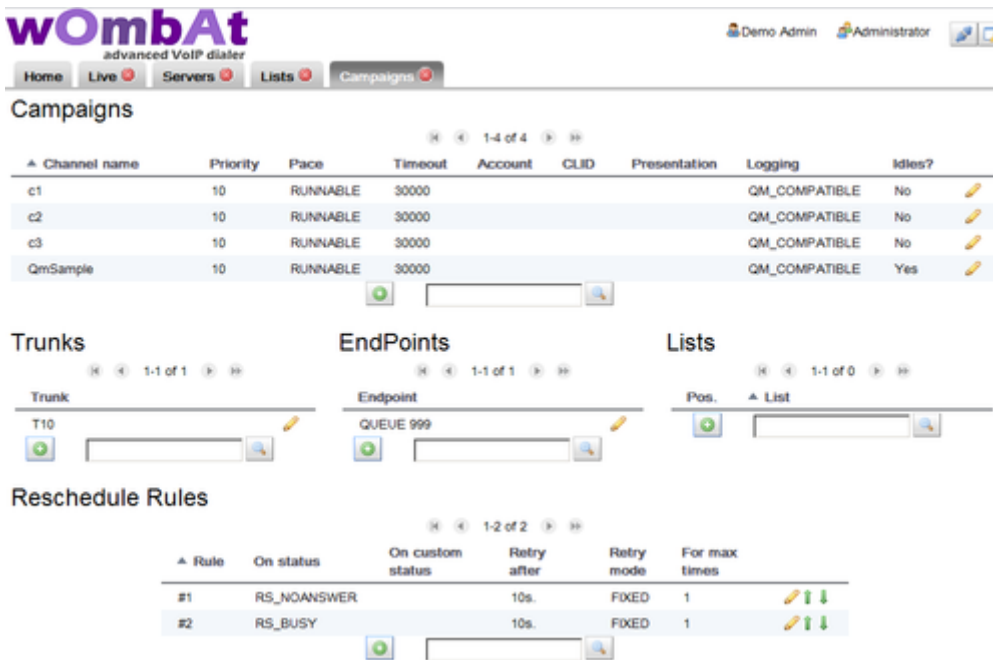 wOmbAt
advanced VoIP dialer
Demo Admin Administrator
Home Live Servers Lists Campaigns
Campaigns
1-4 of 4
Channel name Priority Pace Timeout Account CLID Presentation Logging Idles?
c1 10 RUNNABLE 30000 QM_COMPATIBLE No
c2 10 RUNNABLE 30000 QM_COMPATIBLE No
c3 10 RUNNABLE 30000 QM_COMPATIBLE No
QmSample 10 RUNNABLE 30000 QM_COMPATIBLE Yes
Trunks EndPoints Lists
1-1 of 1 1-1 of 1 1-1 of 0
Trunk Endpoint Pos. List
T10 QUEUE 999
Reschedule Rules
1-2 of 2
Rule On status On custom status Retry after Retry mode For max times
#1 RS_NOANSWER 10s. FIXED 1
#2 RS_BUSY 10s. FIXED 1